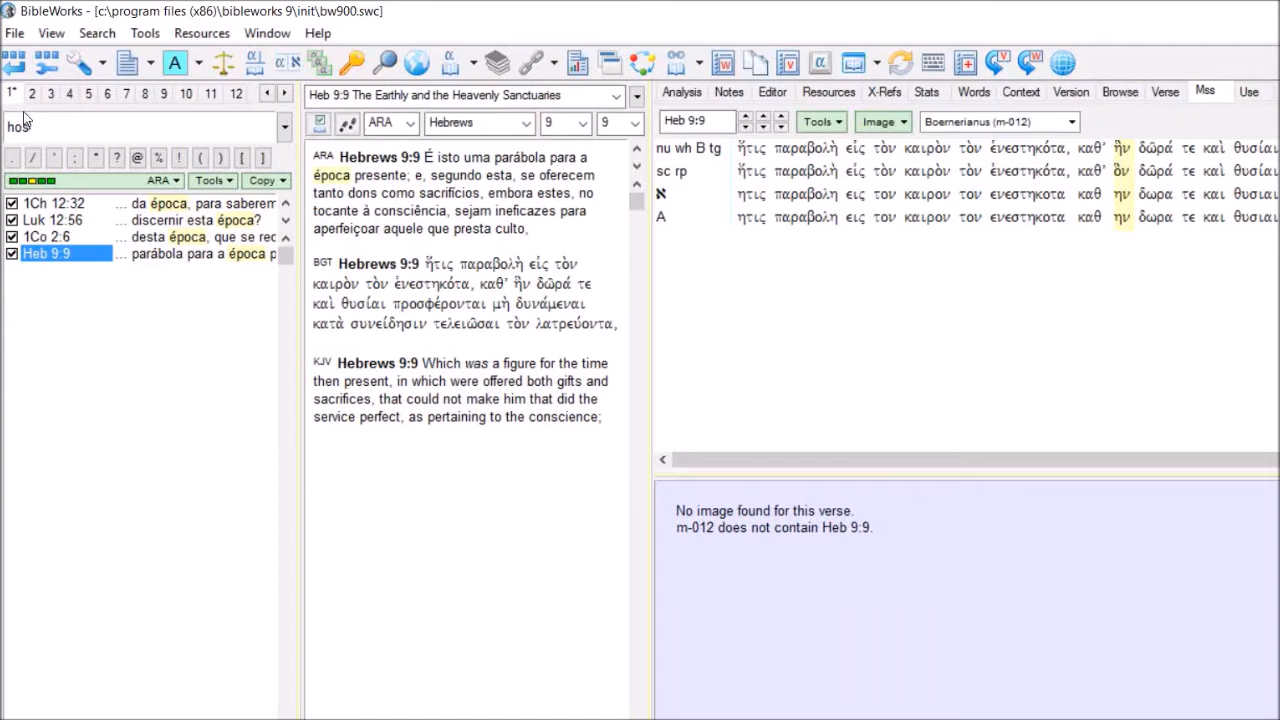 BibleWorks - [c:\program files (x86)\bibleworks 9\init\bw900.swc]
File View Search Tools Resources Window Help
1* 2 3 4 5 6 7 8 9 10 11 12
hos
. / ' ; * ? @ % ! ( ) [ ]
ARA Tools Copy
1Ch 12:32 ... da época, para saberem
Luk 12:56 ... discernir esta época?
1Co 2:6 ... desta época, que se rec
Heb 9:9 ... parábola para a época p
Heb 9:9 The Earthly and the Heavenly Sanctuaries
ARA Hebrews 9 9
ARA Hebrews 9:9 É isto uma parábola para a
época presente; e, segundo esta, se oferecem
tanto dons como sacrifícios, embora estes, no
tocante à consciência, sejam ineficazes para
aperfeiçoar aquele que presta culto,
BGT Hebrews 9:9 ἥτις παραβολὴ εἰς τὸν
καιρὸν τὸν ἐνεστηκότα, καθ᾽ ἣν δῶρά τε
καὶ θυσίαι προσφέρονται μὴ δυνάμεναι
κατὰ συνείδησιν τελειῶσαι τὸν λατρεύοντα,
KJV Hebrews 9:9 Which was a figure for the time
then present, in which were offered both gifts and
sacrifices, that could not make him that did the
service perfect, as pertaining to the conscience;
Analysis Notes Editor Resources X-Refs Stats Words Context Version Browse Verse Mss Use
Heb 9:9 Tools Image Boernerianus (m-012)
nu wh B tg ἥτις παραβολὴ εἰς τὸν καιρὸν τὸν ἐνεστηκότα, καθ᾽ ἣν δῶρά τε καὶ θυσίαι
sc rp ἥτις παραβολὴ εἰς τὸν καιρὸν τὸν ἐνεστηκότα, καθ᾽ ὃν δῶρά τε καὶ θυσίαι
א ητις παραβολη εις τον καιρον τον ενεστηκοτα καθ ην δωρα τε και θυσιαι
A ητις παραβολη εις τον καιρον τον ενεστηκοτα καθ ην δωρα τε και θυσιαι
No image found for this verse.
m-012 does not contain Heb 9:9.